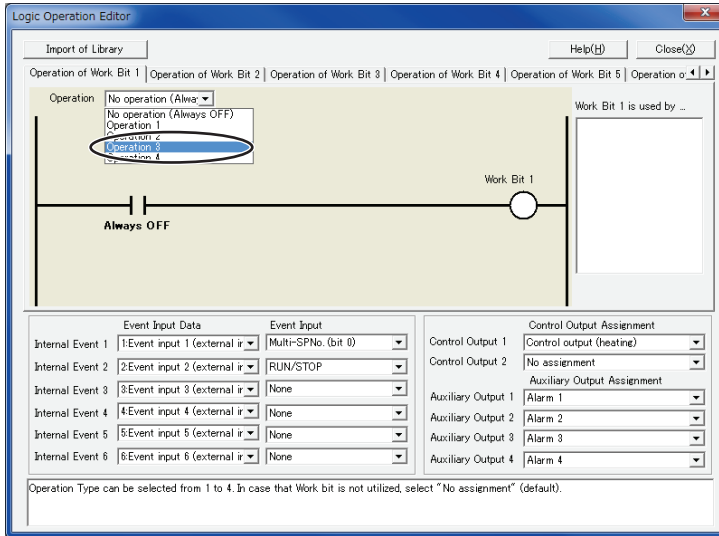 Logic Operation Editor
Import of Library
Help(H)
Close(X)
Operation of Work Bit 1
Operation of Work Bit 2
Operation of Work Bit 3
Operation of Work Bit 4
Operation of Work Bit 5
Operation o
Operation
No operation (Alwa
Work Bit 1 is used by ...
No operation (Always OFF)
Operation 1
Operation 2
Operation 3
Operation 4
Work Bit 1
Always OFF
Event Input Data
Event Input
Internal Event 1
1:Event input 1 (external ir
Multi-SPNo. (bit 0)
Internal Event 2
2:Event input 2 (external ir
RUN/STOP
Internal Event 3
3:Event input 3 (external ir
None
Internal Event 4
4:Event input 4 (external ir
None
Internal Event 5
5:Event input 5 (external ir
None
Internal Event 6
6:Event input 6 (external ir
None
Control Output Assignment
Control Output 1
Control output (heating)
Control Output 2
No assignment
Auxiliary Output Assignment
Auxiliary Output 1
Alarm 1
Auxiliary Output 2
Alarm 2
Auxiliary Output 3
Alarm 3
Auxiliary Output 4
Alarm 4
Operation Type can be selected from 1 to 4. In case that Work bit is not utilized, select "No assignment" (default).